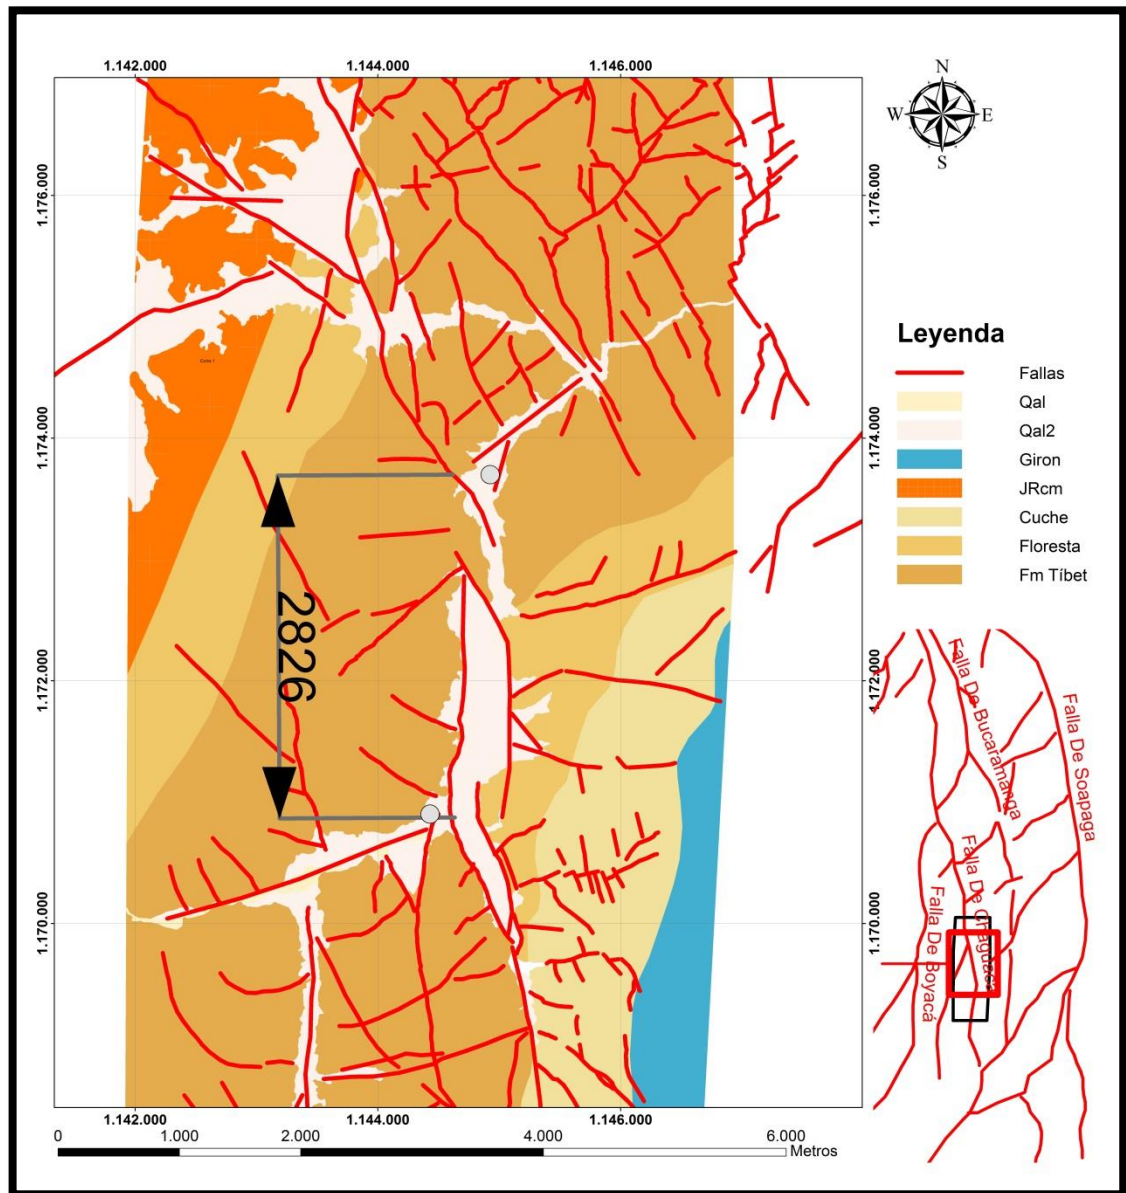 1.142.000 1.144.000 1.146.000
N
W E
S
1.176.000 1.176.000
Leyenda
Fallas
Qal
Qal2
Giron
JRcm
Cuche
Floresta
Fm Tíbet
1.174.000 1.174.000
2826
1.172.000 1.172.000
Falla De Bucaramanga
Falla De Soapaga
Falla De Boyacá
1.170.000 1.170.000
1.142.000 1.144.000 1.146.000
0 1.000 2.000 4.000 6.000
Metros